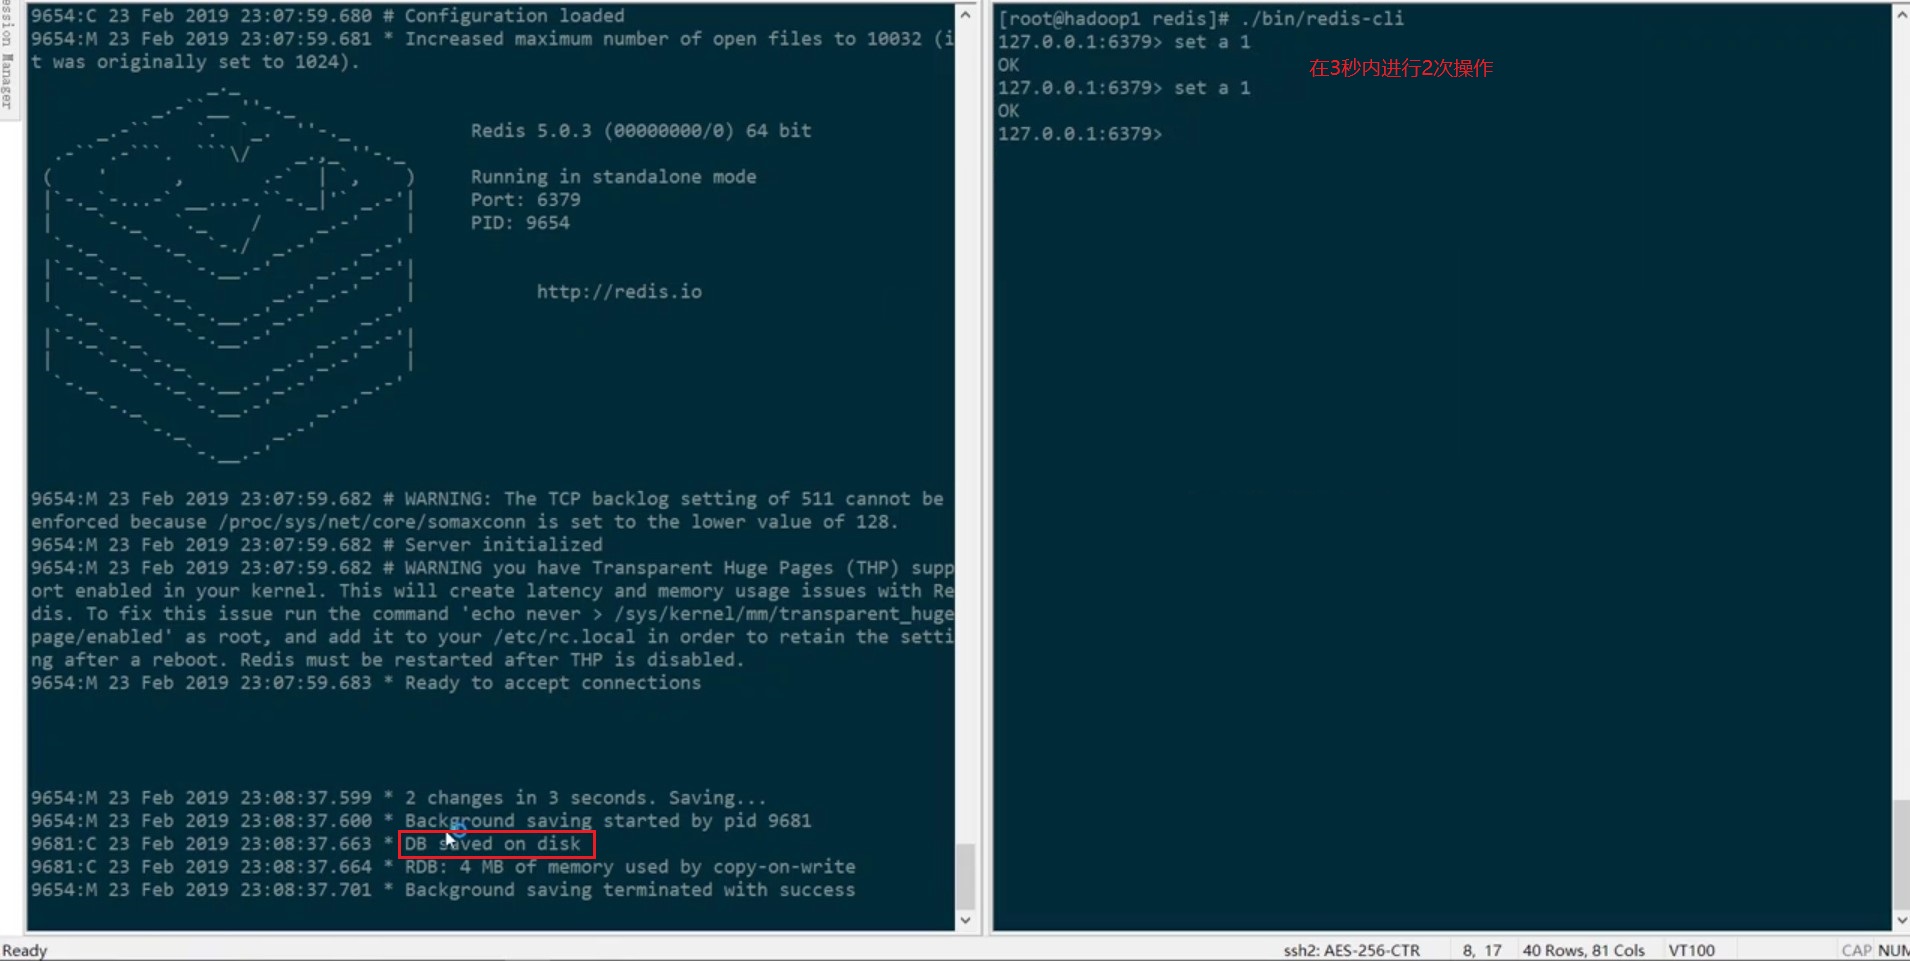 ession Manager
9654:C 23 Feb 2019 23:07:59.680 # Configuration loaded
9654:M 23 Feb 2019 23:07:59.681 * Increased maximum number of open files to 10032 (i
t was originally set to 1024).
Redis 5.0.3 (00000000/0) 64 bit
Running in standalone mode
Port: 6379
PID: 9654
http://redis.io
9654:M 23 Feb 2019 23:07:59.682 # WARNING: The TCP backlog setting of 511 cannot be
enforced because /proc/sys/net/core/somaxconn is set to the lower value of 128.
9654:M 23 Feb 2019 23:07:59.682 # Server initialized
9654:M 23 Feb 2019 23:07:59.682 # WARNING you have Transparent Huge Pages (THP) supp
ort enabled in your kernel. This will create latency and memory usage issues with Re
dis. To fix this issue run the command 'echo never > /sys/kernel/mm/transparent_huge
page/enabled' as root, and add it to your /etc/rc.local in order to retain the setti
ng after a reboot. Redis must be restarted after THP is disabled.
9654:M 23 Feb 2019 23:07:59.683 * Ready to accept connections
9654:M 23 Feb 2019 23:08:37.599 * 2 changes in 3 seconds. Saving...
9654:M 23 Feb 2019 23:08:37.600 * Background saving started by pid 9681
9681:C 23 Feb 2019 23:08:37.663 * DB saved on disk
9681:C 23 Feb 2019 23:08:37.664 * RDB: 4 MB of memory used by copy-on-write
9654:M 23 Feb 2019 23:08:37.701 * Background saving terminated with success
[root@hadoop1 redis]# ./bin/redis-cli
127.0.0.1:6379> set a 1
OK
在3秒内进行2次操作
127.0.0.1:6379> set a 1
OK
127.0.0.1:6379>
Ready
ssh2: AES-256-CTR
8, 17
40 Rows, 81 Cols
VT100
CAP NUM